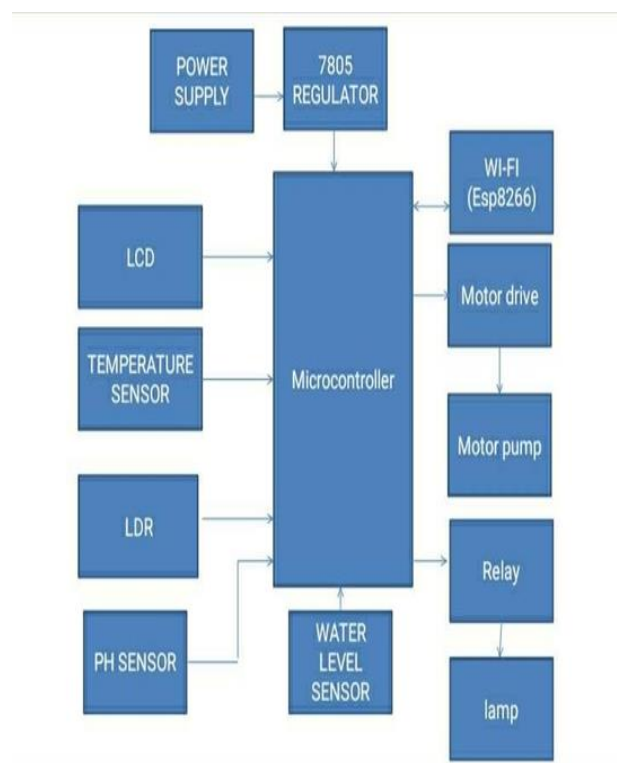 POWER
SUPPLY
7805
REGULATOR
WI-FI
(Esp8266)
LCD
Motor drive
TEMPERATURE
SENSOR
Microcontroller
Motor pump
LDR
Relay
PH SENSOR
WATER
LEVEL
SENSOR
lamp